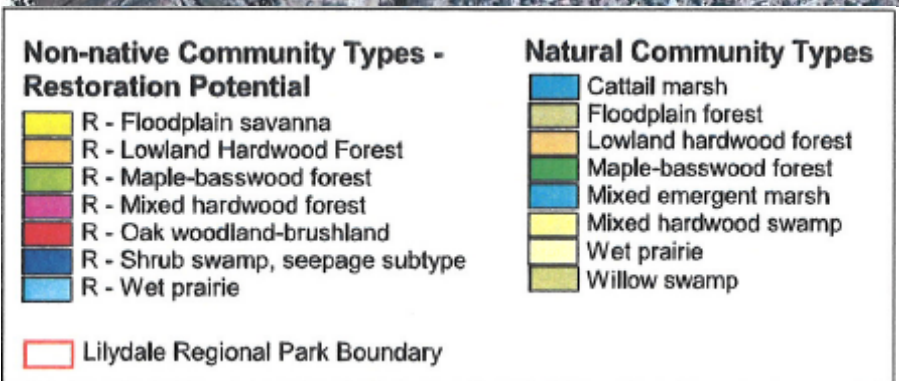 Non-native Community Types -
Restoration Potential
R - Floodplain savanna
R - Lowland Hardwood Forest
R - Maple-basswood forest
R - Mixed hardwood forest
R - Oak woodland-brushland
R - Shrub swamp, seepage subtype
R - Wet prairie
Lilydale Regional Park Boundary
Natural Community Types
Cattail marsh
Floodplain forest
Lowland hardwood forest
Maple-basswood forest
Mixed emergent marsh
Mixed hardwood swamp
Wet prairie
Willow swamp